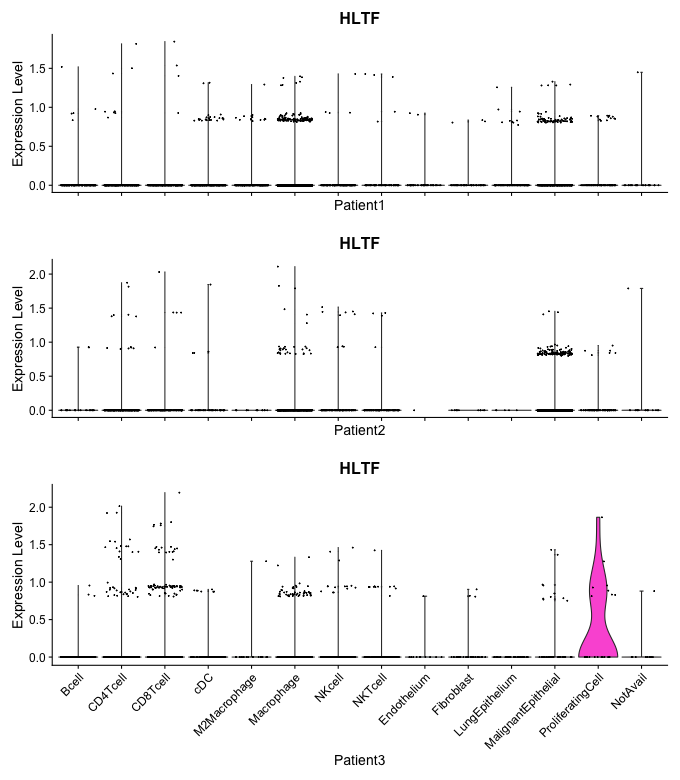 HLTF
Expression Level
1.5
1.0
0.5
0.0
Patient1
HLTF
Expression Level
2.0
1.5
1.0
0.5
0.0
Patient2
HLTF
Expression Level
2.0
1.5
1.0
0.5
0.0
Bcell
CD4Tcell
CD8Tcell
cDC
M2Macrophage
Macrophage
NKcell
NKTcell
Endothelium
Fibroblast
LungEpithelium
MalignantEpithelial
ProliferatingCell
NotAvail
Patient3